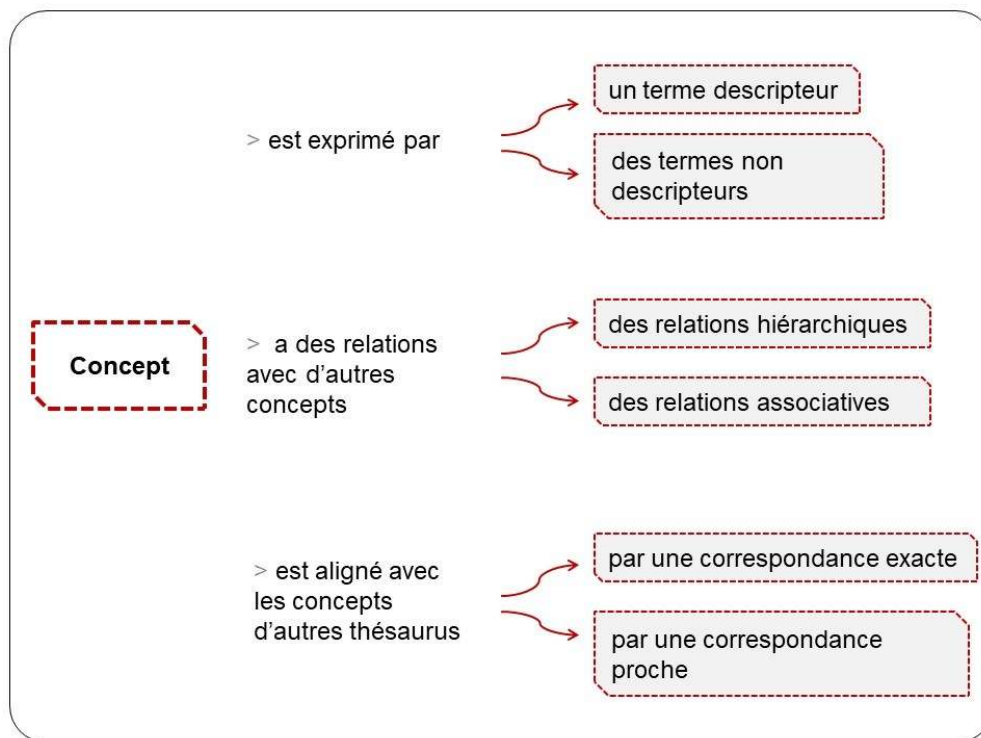 > est exprimé par
un terme descripteur
des termes non
descripteurs
Concept
> a des relations
avec d'autres
concepts
des relations hiérarchiques
des relations associatives
> est aligné avec
les concepts
d'autres thésaurus
par une correspondance exacte
par une correspondance
proche